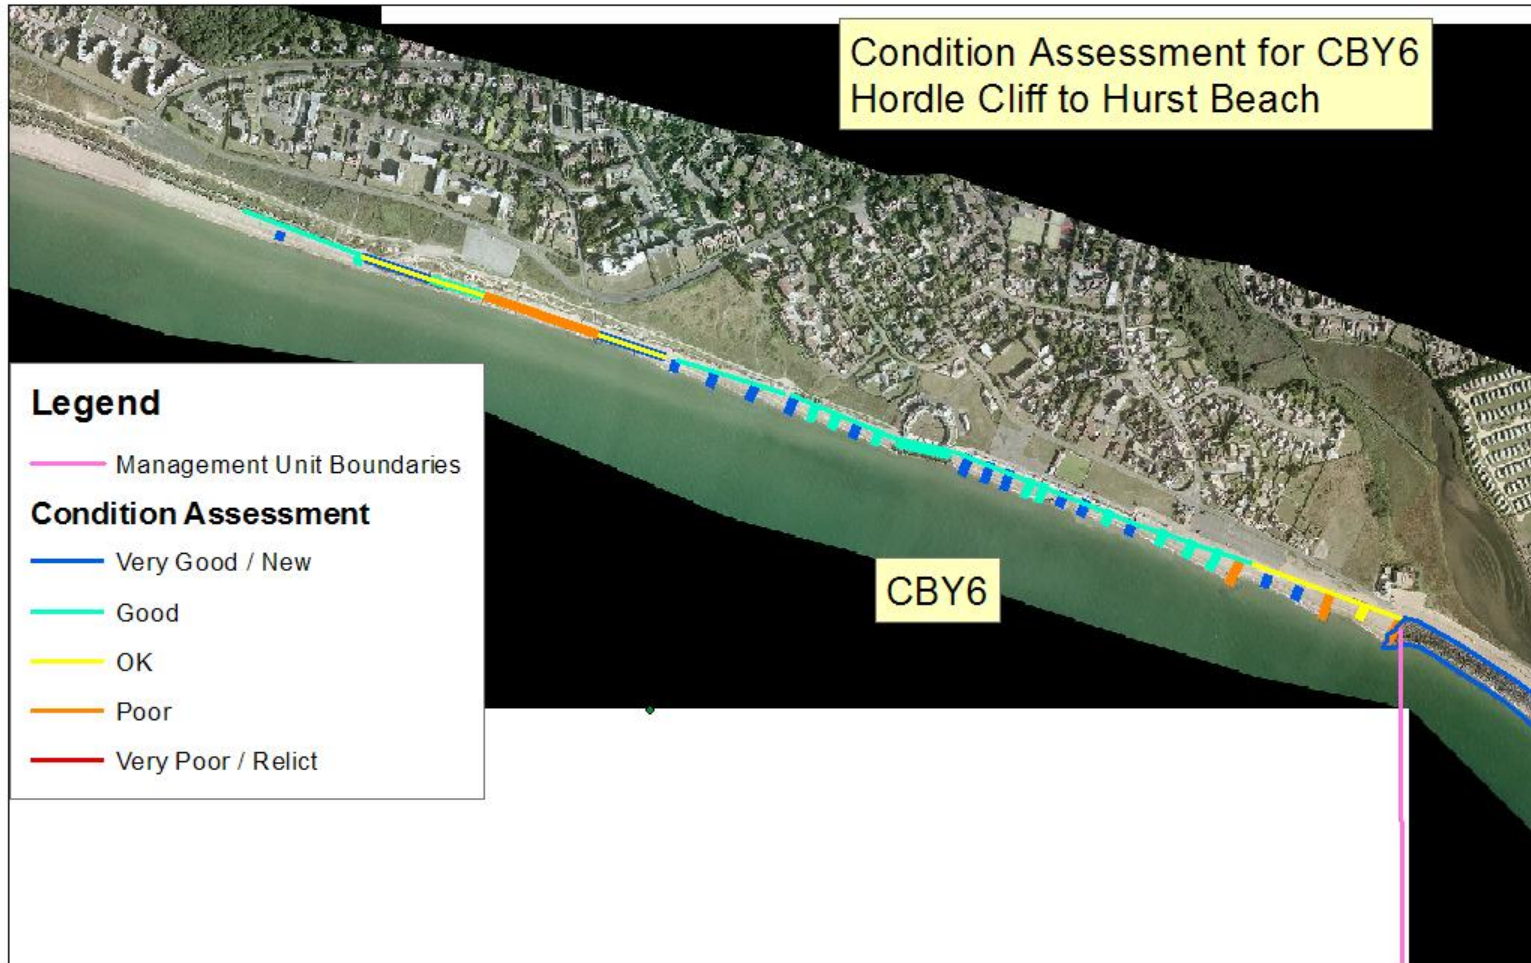 Condition Assessment for CBY6
Hordle Cliff to Hurst Beach
Legend
Management Unit Boundaries
Condition Assessment
Very Good / New
Good
OK
Poor
Very Poor / Relict
CBY6